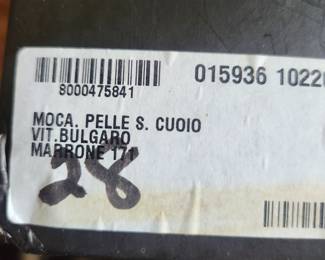 015936 1022
8000475841
MOCA. PELLE S. CUOIO
VIT.BULGARO
MARRONE 171
28